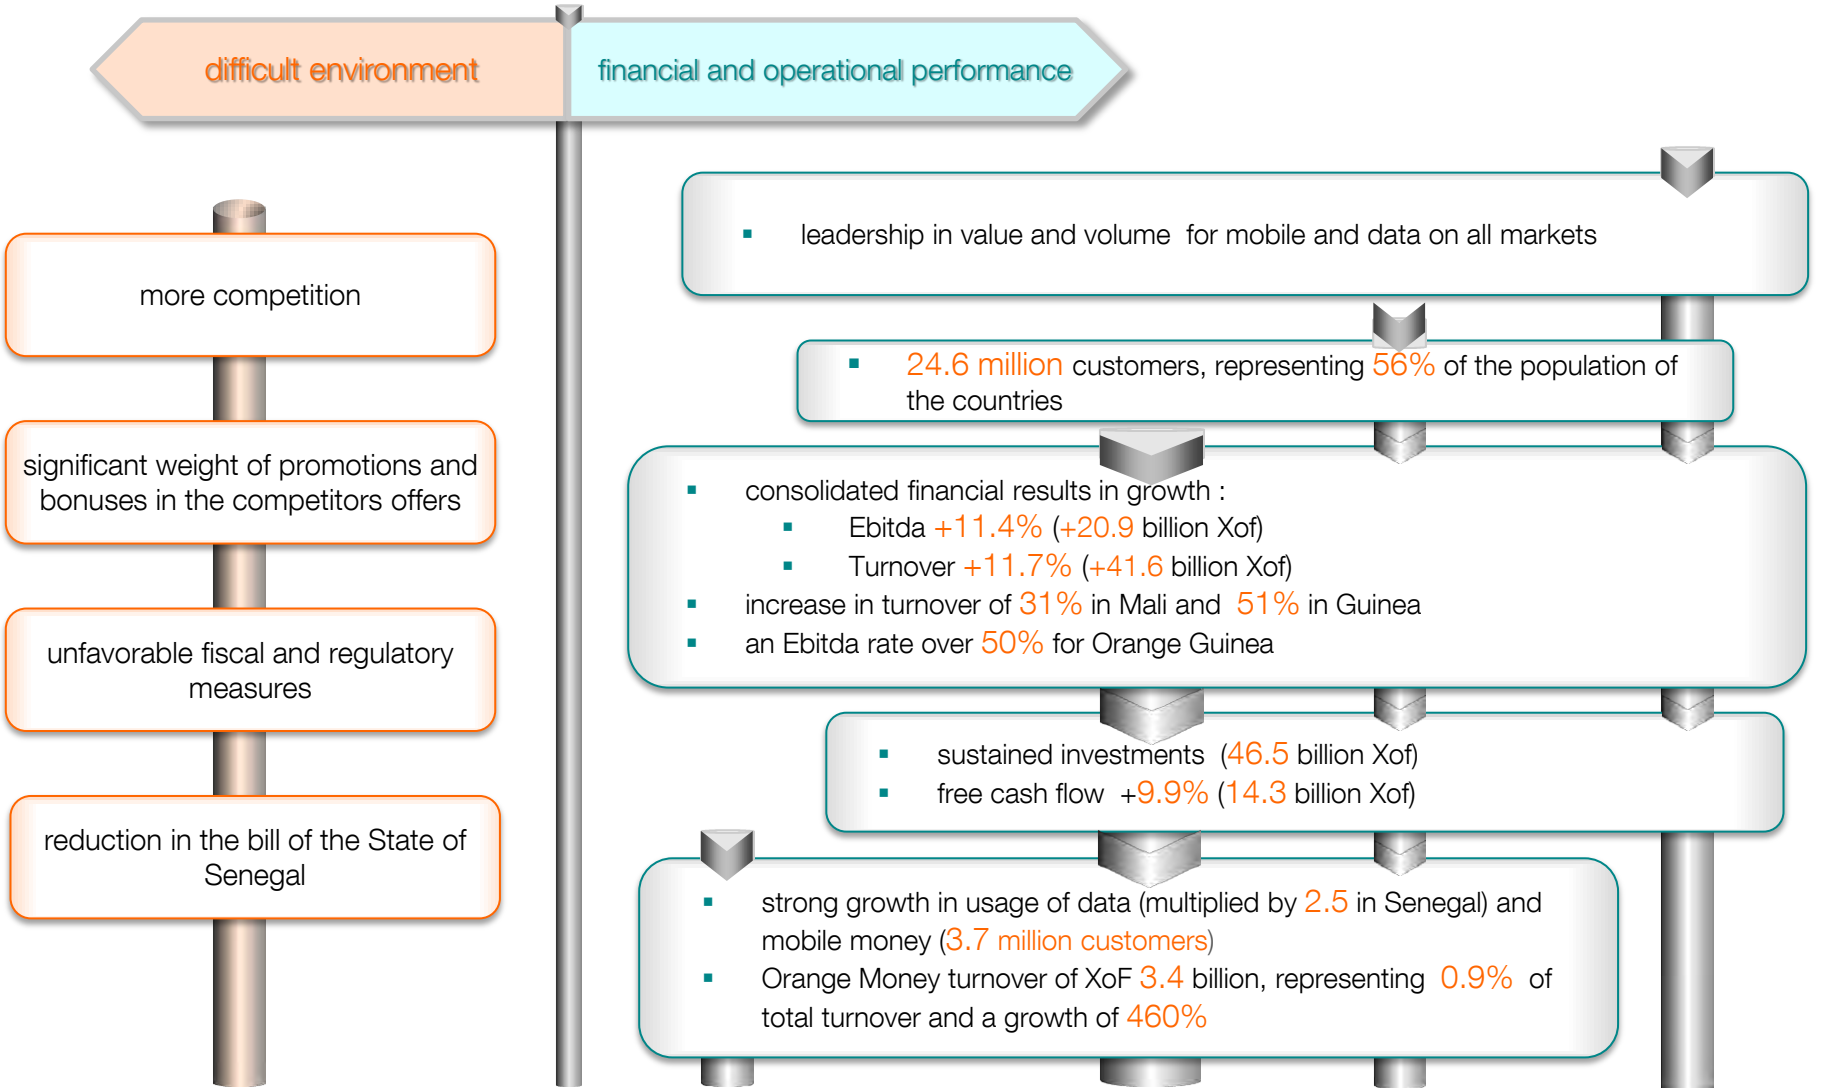 difficult environment
financial and operational performance
more competition
significant weight of promotions and
bonuses in the competitors offers
unfavorable fiscal and regulatory
measures
reduction in the bill of the State of
Senegal
▪ leadership in value and volume for mobile and data on all markets
▪ 24.6 million customers, representing 56% of the population of
the countries
▪ consolidated financial results in growth :
▪ Ebitda +11.4% (+20.9 billion Xof)
▪ Turnover +11.7% (+41.6 billion Xof)
▪ increase in turnover of 31% in Mali and 51% in Guinea
▪ an Ebitda rate over 50% for Orange Guinea
▪ sustained investments (46.5 billion Xof)
▪ free cash flow +9.9% (14.3 billion Xof)
▪ strong growth in usage of data (multiplied by 2.5 in Senegal) and
mobile money (3.7 million customers)
▪ Orange Money turnover of XoF 3.4 billion, representing 0.9% of
total turnover and a growth of 460%